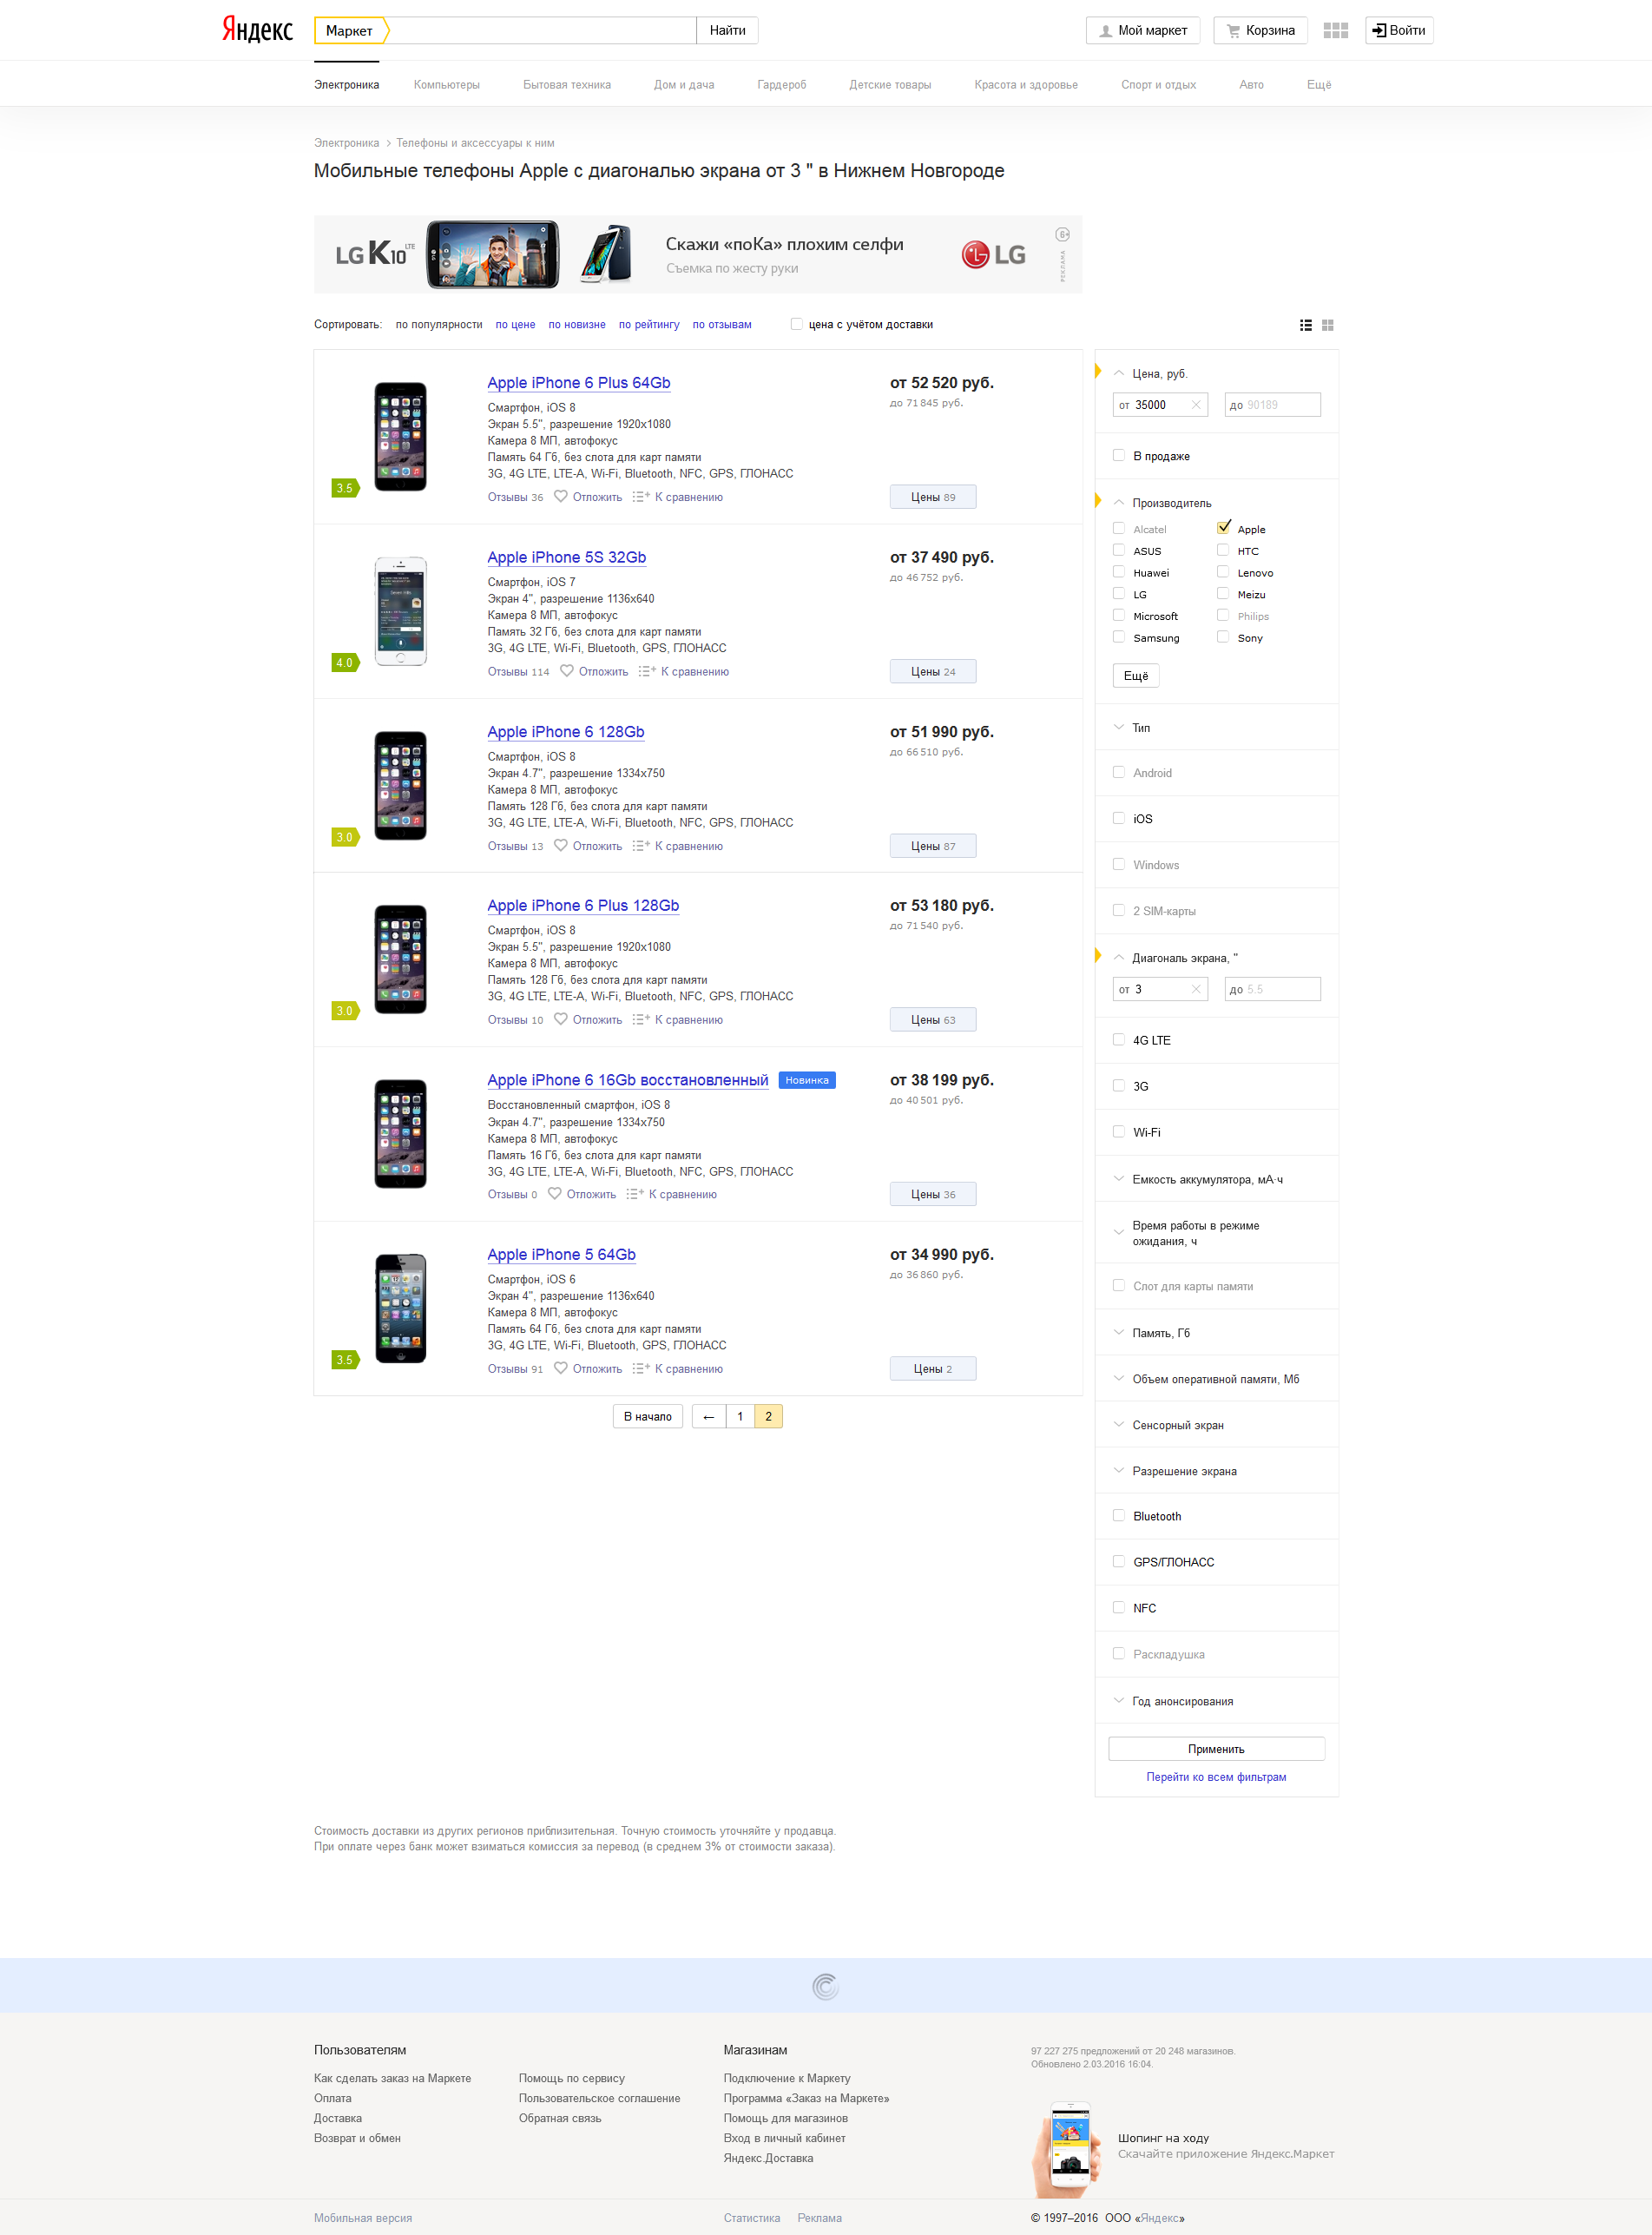 Яндекс Маркет Найти Мой маркет Корзина Войти
Электроника Компьютеры Бытовая техника Дом и дача Гардероб Детские товары Красота и здоровье Спорт и отдых Авто Ещё
Электроника > Телефоны и аксессуары к ним
Мобильные телефоны Apple с диагональю экрана от 3 " в Нижнем Новгороде
LG K10 LTE
Скажи «поКа» плохим селфи
Съемка по жесту руки
LG
6+
РЕКЛАМА
Сортировать: по популярности по цене по новизне по рейтингу по отзывам цена с учётом доставки
Apple iPhone 6 Plus 64Gb
Смартфон, iOS 8
Экран 5.5", разрешение 1920x1080
Камера 8 МП, автофокус
Память 64 Гб, без слота для карт памяти
3G, 4G LTE, LTE-A, Wi-Fi, Bluetooth, NFC, GPS, ГЛОНАСС
3.5
Отзывы 36 Отложить К сравнению
от 52 520 руб.
до 71 845 руб.
Цены 89
Apple iPhone 5S 32Gb
Смартфон, iOS 7
Экран 4", разрешение 1136x640
Камера 8 МП, автофокус
Память 32 Гб, без слота для карт памяти
3G, 4G LTE, Wi-Fi, Bluetooth, GPS, ГЛОНАСС
4.0
Отзывы 114 Отложить К сравнению
от 37 490 руб.
до 46 752 руб.
Цены 24
Apple iPhone 6 128Gb
Смартфон, iOS 8
Экран 4.7", разрешение 1334x750
Камера 8 МП, автофокус
Память 128 Гб, без слота для карт памяти
3G, 4G LTE, LTE-A, Wi-Fi, Bluetooth, NFC, GPS, ГЛОНАСС
3.0
Отзывы 13 Отложить К сравнению
от 51 990 руб.
до 66 510 руб.
Цены 87
Apple iPhone 6 Plus 128Gb
Смартфон, iOS 8
Экран 5.5", разрешение 1920x1080
Камера 8 МП, автофокус
Память 128 Гб, без слота для карт памяти
3G, 4G LTE, LTE-A, Wi-Fi, Bluetooth, NFC, GPS, ГЛОНАСС
3.0
Отзывы 10 Отложить К сравнению
от 53 180 руб.
до 71 540 руб.
Цены 63
Apple iPhone 6 16Gb восстановленный Новинка
Восстановленный смартфон, iOS 8
Экран 4.7", разрешение 1334x750
Камера 8 МП, автофокус
Память 16 Гб, без слота для карт памяти
3G, 4G LTE, LTE-A, Wi-Fi, Bluetooth, NFC, GPS, ГЛОНАСС
Отзывы 0 Отложить К сравнению
от 38 199 руб.
до 40 501 руб.
Цены 36
Apple iPhone 5 64Gb
Смартфон, iOS 6
Экран 4", разрешение 1136x640
Камера 8 МП, автофокус
Память 64 Гб, без слота для карт памяти
3G, 4G LTE, Wi-Fi, Bluetooth, GPS, ГЛОНАСС
3.5
Отзывы 91 Отложить К сравнению
от 34 990 руб.
до 36 860 руб.
Цены 2
В начало ← 1 2
Цена, руб.
от 35000 до 90189
В продаже
Производитель
Alcatel Apple
ASUS HTC
Huawei Lenovo
LG Meizu
Microsoft Philips
Samsung Sony
Ещё
Тип
Android
iOS
Windows
2 SIM-карты
Диагональ экрана, "
от 3 до 5.5
4G LTE
3G
Wi-Fi
Емкость аккумулятора, мА·ч
Время работы в режиме
ожидания, ч
Слот для карты памяти
Память, Гб
Объем оперативной памяти, Мб
Сенсорный экран
Разрешение экрана
Bluetooth
GPS/ГЛОНАСС
NFC
Раскладушка
Год анонсирования
Применить
Перейти ко всем фильтрам
Стоимость доставки из других регионов приблизительная. Точную стоимость уточняйте у продавца.
При оплате через банк может взиматься комиссия за перевод (в среднем 3% от стоимости заказа).
Пользователям
Как сделать заказ на Маркете
Оплата
Доставка
Возврат и обмен
Помощь по сервису
Пользовательское соглашение
Обратная связь
Магазинам
Подключение к Маркету
Программа «Заказ на Маркете»
Помощь для магазинов
Вход в личный кабинет
Яндекс.Доставка
97 227 275 предложений от 20 248 магазинов.
Обновлено 2.03.2016 16:04.
Шопинг на ходу
Скачайте приложение Яндекс.Маркет
Мобильная версия Статистика Реклама © 1997–2016 ООО «Яндекс»